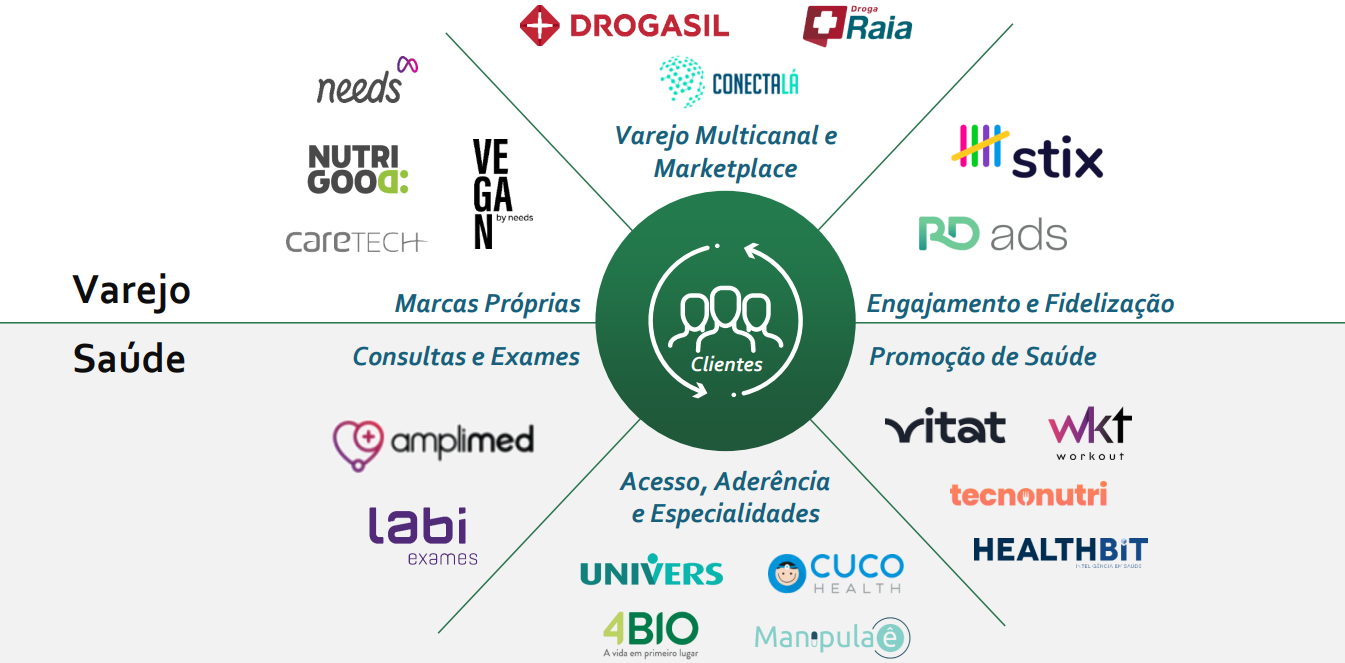 DROGASIL
Droga
Raia
CONECTALÁ
Varejo Multicanal e
Marketplace
needs
NUTRI
GOOD:
VE
GA
N
by needs
CARETECH
Marcas Próprias
stix
RD ads
Engajamento e Fidelização
Varejo
Saúde
Clientes
Consultas e Exames
amplimed
labi
exames
Promoção de Saúde
vitat
wkt
workout
tecnonutri
HEALTHBIT
INTELIGÊNCIA EM SAÚDE
Acesso, Aderência
e Especialidades
UNIVERS
CUCO
HEALTH
4BIO
A vida em primeiro lugar
Manipulaê